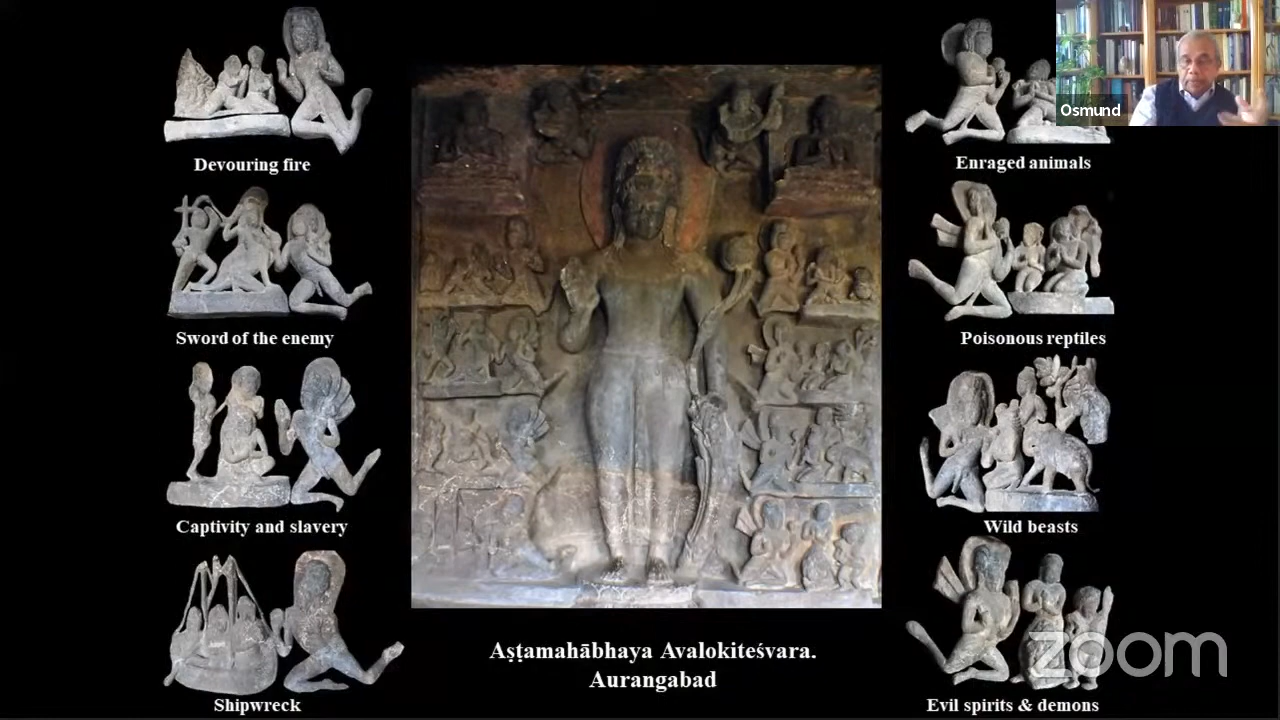 Osmund
Devouring fire
Enraged animals
Sword of the enemy
Poisonous reptiles
Captivity and slavery
Wild beasts
Aṣṭamahābhaya Avalokiteśvara.
Aurangabad
Shipwreck
Evil spirits & demons
zoom